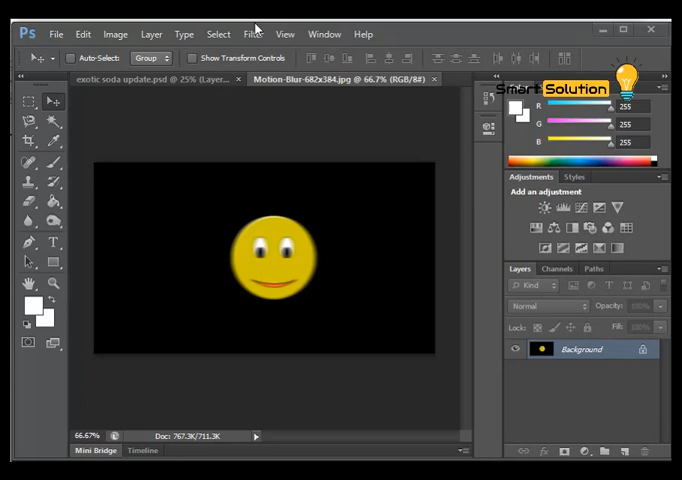 Ps File Edit Image Layer Type Select Filter View Window Help
Auto-Select: Group Show Transform Controls
exotic soda update.psd @ 25% (Layer... × Motion-Blur-682x384.jpg @ 66.7% (RGB/8#) ×
Smart Solution
R 255
G 255
B 255
Adjustments Styles
Add an adjustment
Layers Channels Paths
Kind
Normal Opacity: 100%
Lock: Fill: 100%
Background
66.67% Doc: 767.3K/711.3K
Mini Bridge Timeline